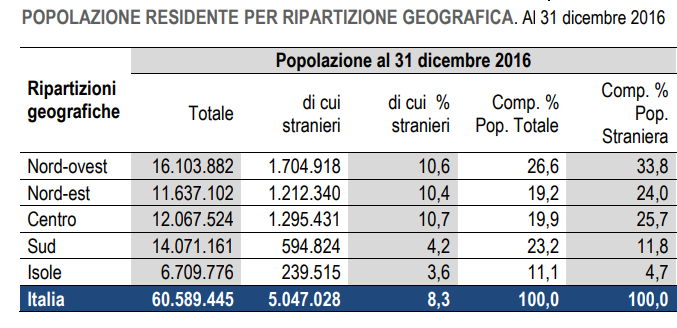 POPOLAZIONE RESIDENTE PER RIPARTIZIONE GEOGRAFICA. Al 31 dicembre 2016
Ripartizioni geografiche Popolazione al 31 dicembre 2016
Totale di cui stranieri di cui % stranieri Comp. % Pop. Totale Comp. % Pop. Straniera
Nord-ovest 16.103.882 1.704.918 10,6 26,6 33,8
Nord-est 11.637.102 1.212.340 10,4 19,2 24,0
Centro 12.067.524 1.295.431 10,7 19,9 25,7
Sud 14.071.161 594.824 4,2 23,2 11,8
Isole 6.709.776 239.515 3,6 11,1 4,7
Italia 60.589.445 5.047.028 8,3 100,0 100,0